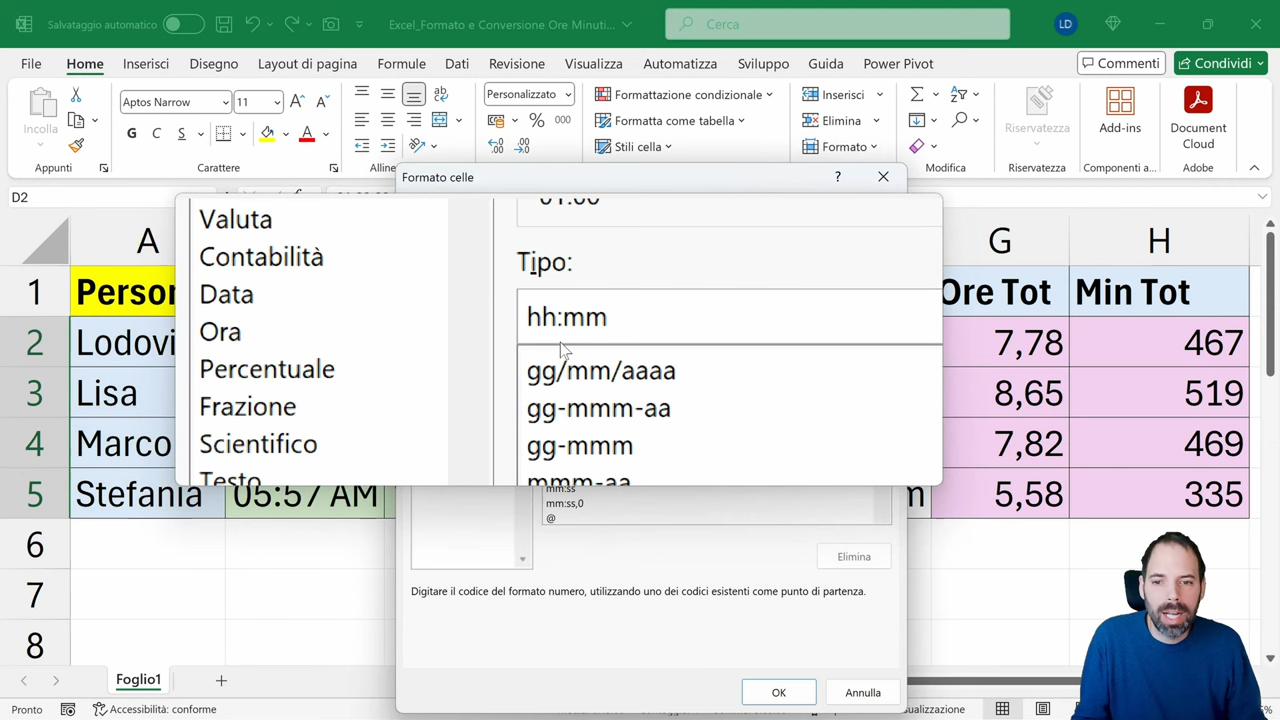 Salvataggio automatico
Excel_Formato e Conversione Ore Minuti...
Cerca
LD
File Home Inserisci Disegno Layout di pagina Formule Dati Revisione Visualizza Automatizza Sviluppo Guida Power Pivot
Commenti
Condividi
Incolla
Aptos Narrow
11
G C S
Personalizzato
% 000
Formattazione condizionale
Formatta come tabella
Stili cella
Inserisci
Elimina
Formato
Riservatezza
Add-ins
Document
Cloud
Appunti
Carattere
Modifica
Riservatezza
Componenti a...
Adobe
Formato celle
?
D2
Valuta
Contabilità
Data
Ora
Percentuale
Frazione
Scientifico
Testo
Tipo:
hh:mm
gg/mm/aaaa
gg-mmm-aa
gg-mmm
mmm-aa
A G H
1 Ore Tot Min Tot
2 7,78 467
3 Lisa 8,65 519
4 Marco 7,82 469
5 Stefania 05:57 AM 5,58 335
6
7
8
mm:ss
mm:ss,0
@
Elimina
Digitare il codice del formato numero, utilizzando uno dei codici esistenti come punto di partenza.
OK
Annulla
Foglio1
Pronto
Accessibilità: conforme